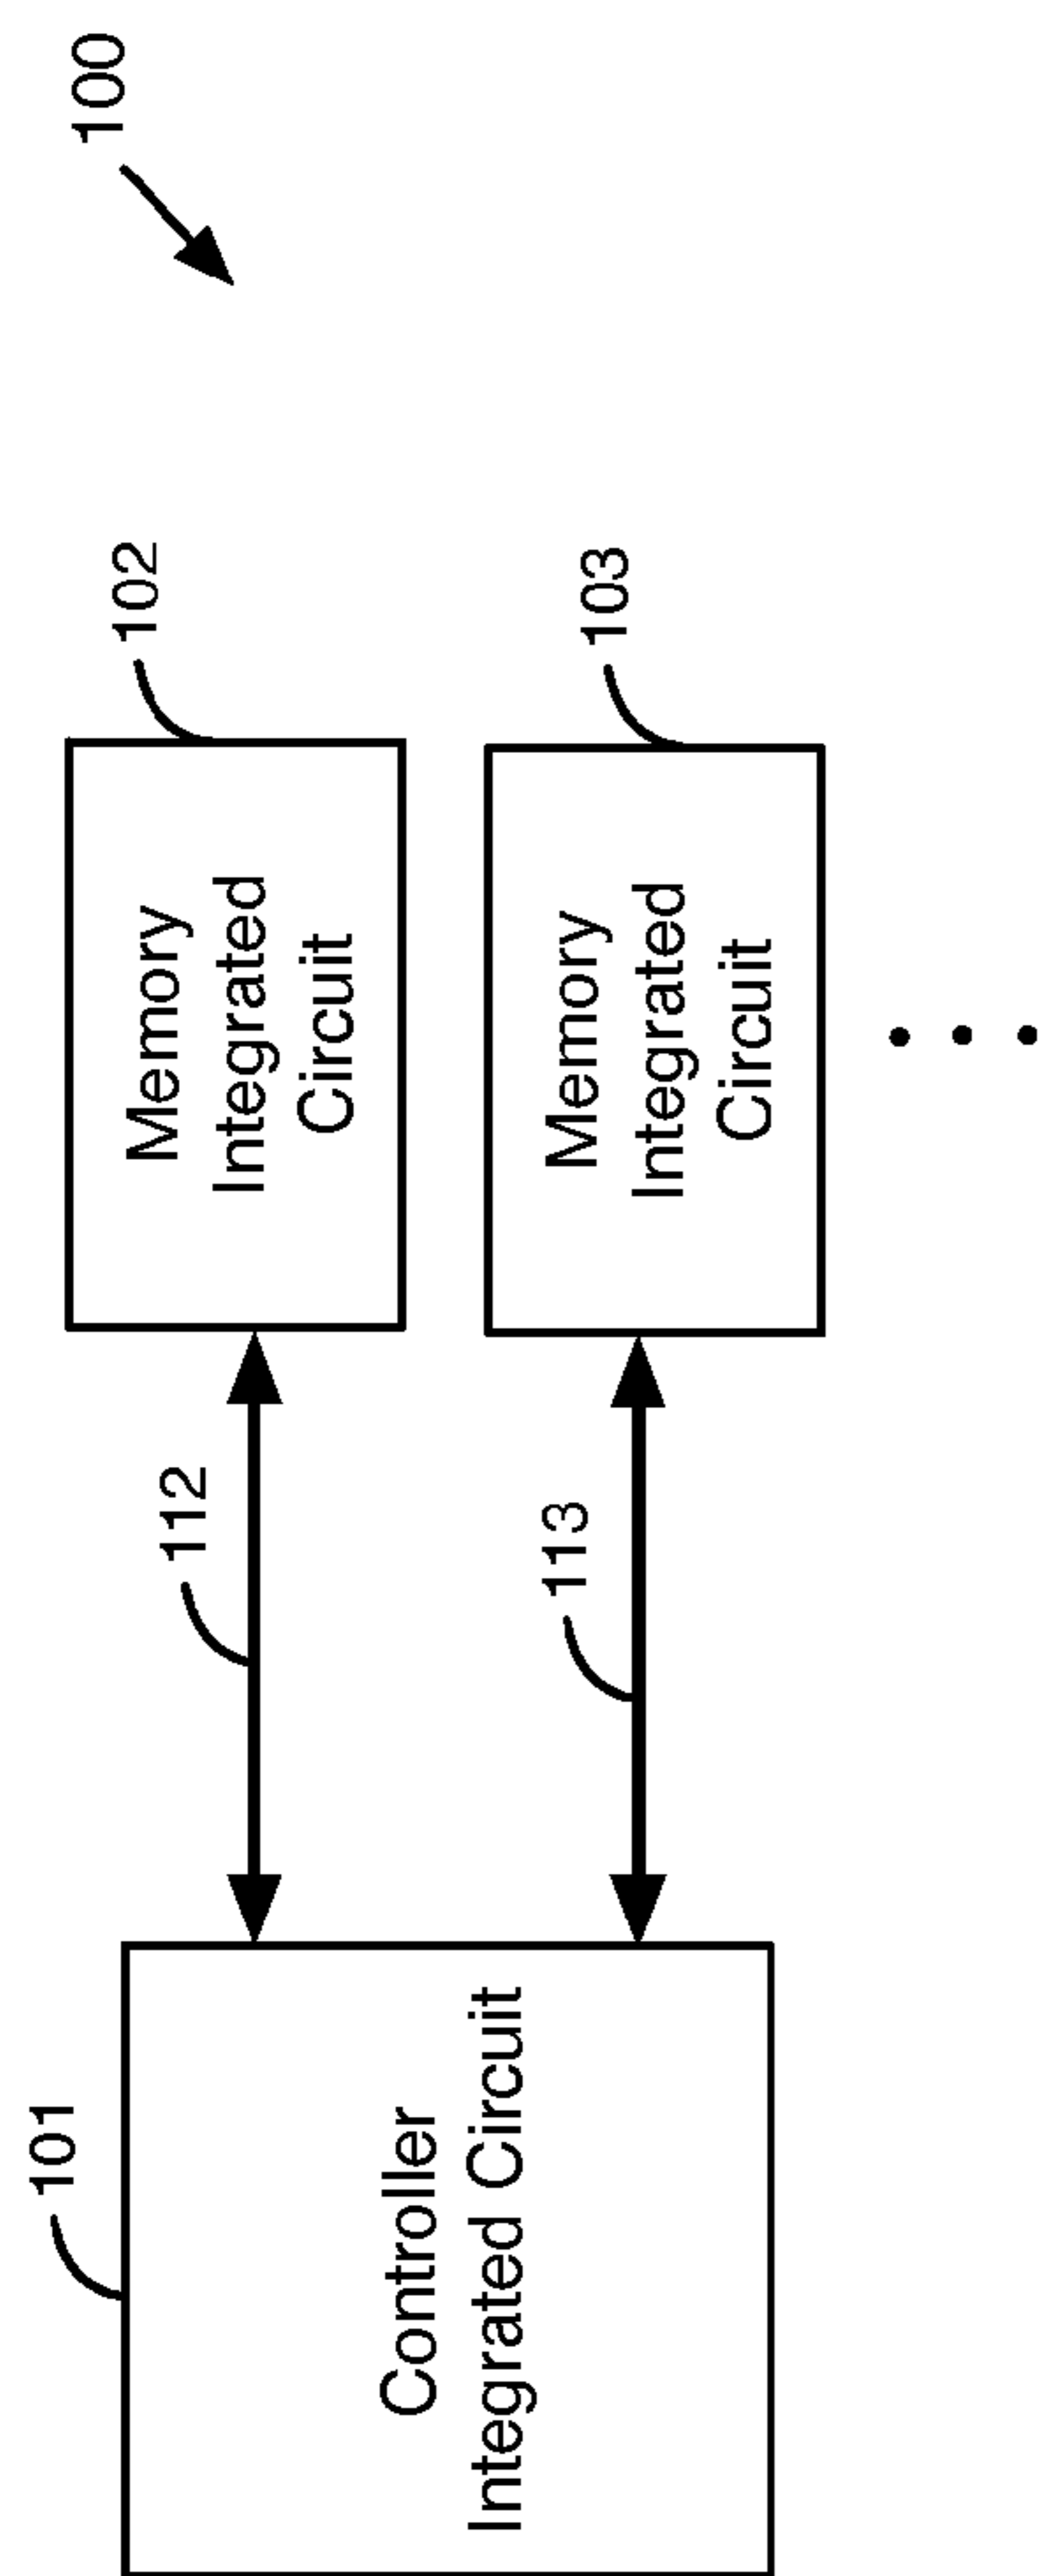 100
102
Memory
Integrated
Circuit
103
Memory
Integrated
Circuit
112
113
101
Controller
Integrated Circuit